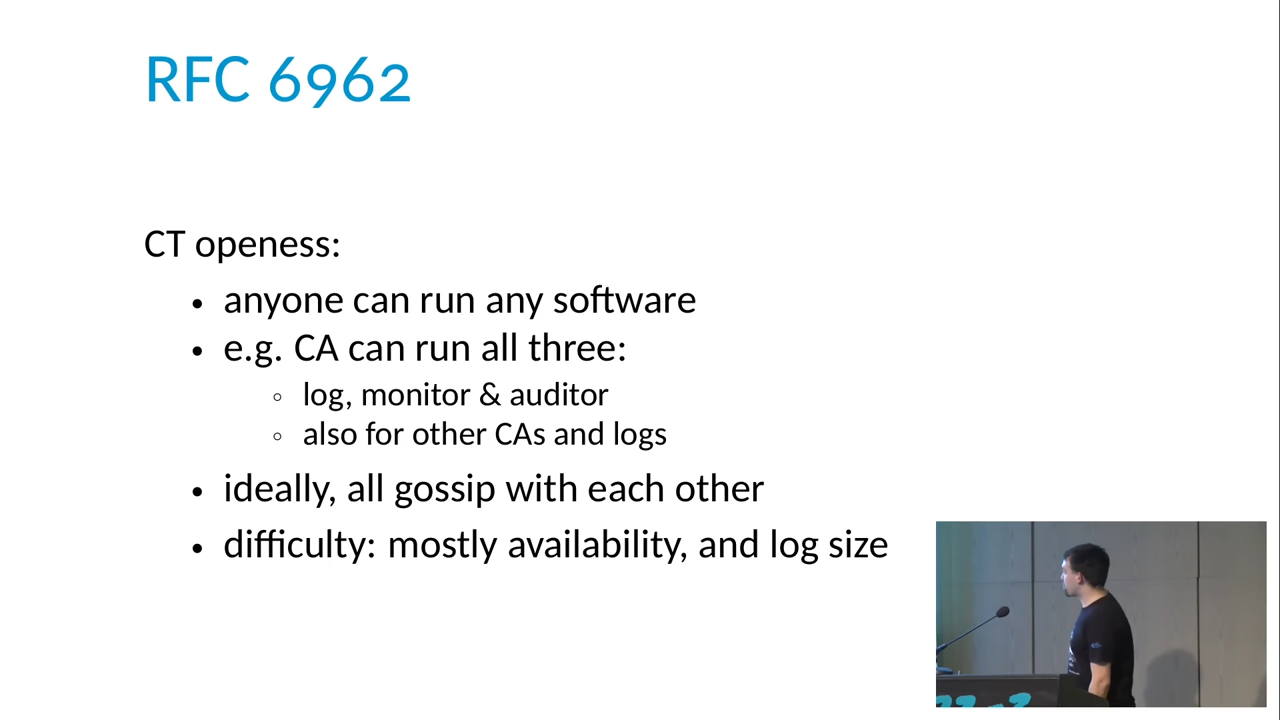 RFC 6962
CT openess:
• anyone can run any software
• e.g. CA can run all three:
◦ log, monitor & auditor
◦ also for other CAs and logs
• ideally, all gossip with each other
• difficulty: mostly availability, and log size